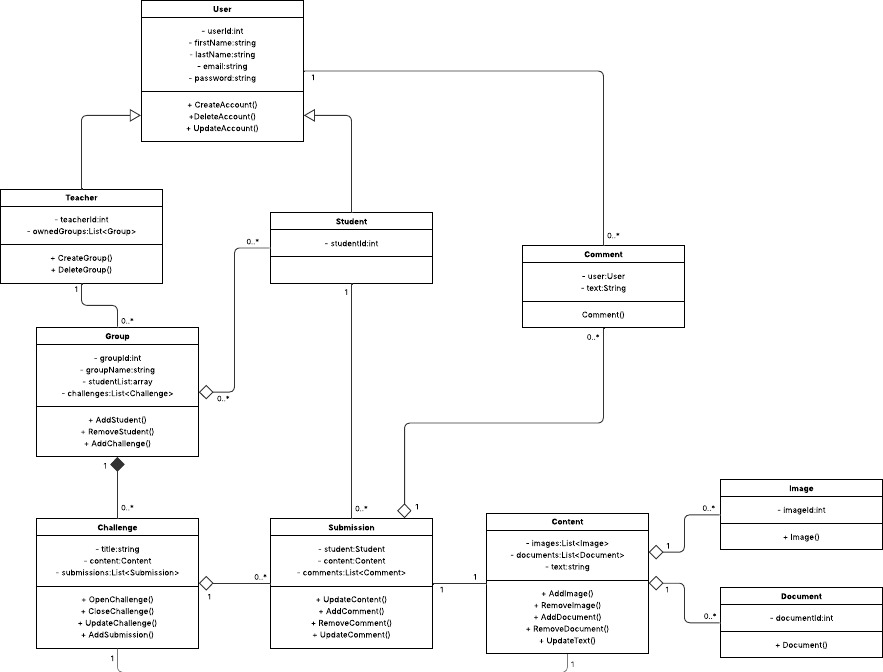 User
- userId:int
- firstName:string
- lastName:string
- email:string
- password:string
+ CreateAccount()
+DeleteAccount()
+ UpdateAccount()
1
0..*
Teacher
- teacherId:int
- ownedGroups:List<Group>
+ CreateGroup()
+ DeleteGroup()
1
0..*
Student
- studentId:int
0..*
0..*
1
0..*
Comment
- user:User
- text:String
Comment()
0..*
1
Group
- groupId:int
- groupName:string
- studentList:array
- challenges:List<Challenge>
+ AddStudent()
+ RemoveStudent()
+ AddChallenge()
1
0..*
Challenge
- title:string
- content:Content
- submissions:List<Submission>
+ OpenChallenge()
+ CloseChallenge()
+ UpdateChallenge()
+ AddSubmission()
1
0..*
1
1
Submission
- student:Student
- content:Content
- comments:List<Comment>
+ UpdateContent()
+ AddComment()
+ RemoveComment()
+ UpdateComment()
1
1
Content
- images:List<Image>
- documents:List<Document>
- text:string
+ AddImage()
+ RemoveImage()
+ AddDocument()
+ RemoveDocument()
+ UpdateText()
1
0..*
1
0..*
Image
- imageId:int
+ Image()
Document
- documentId:int
+ Document()